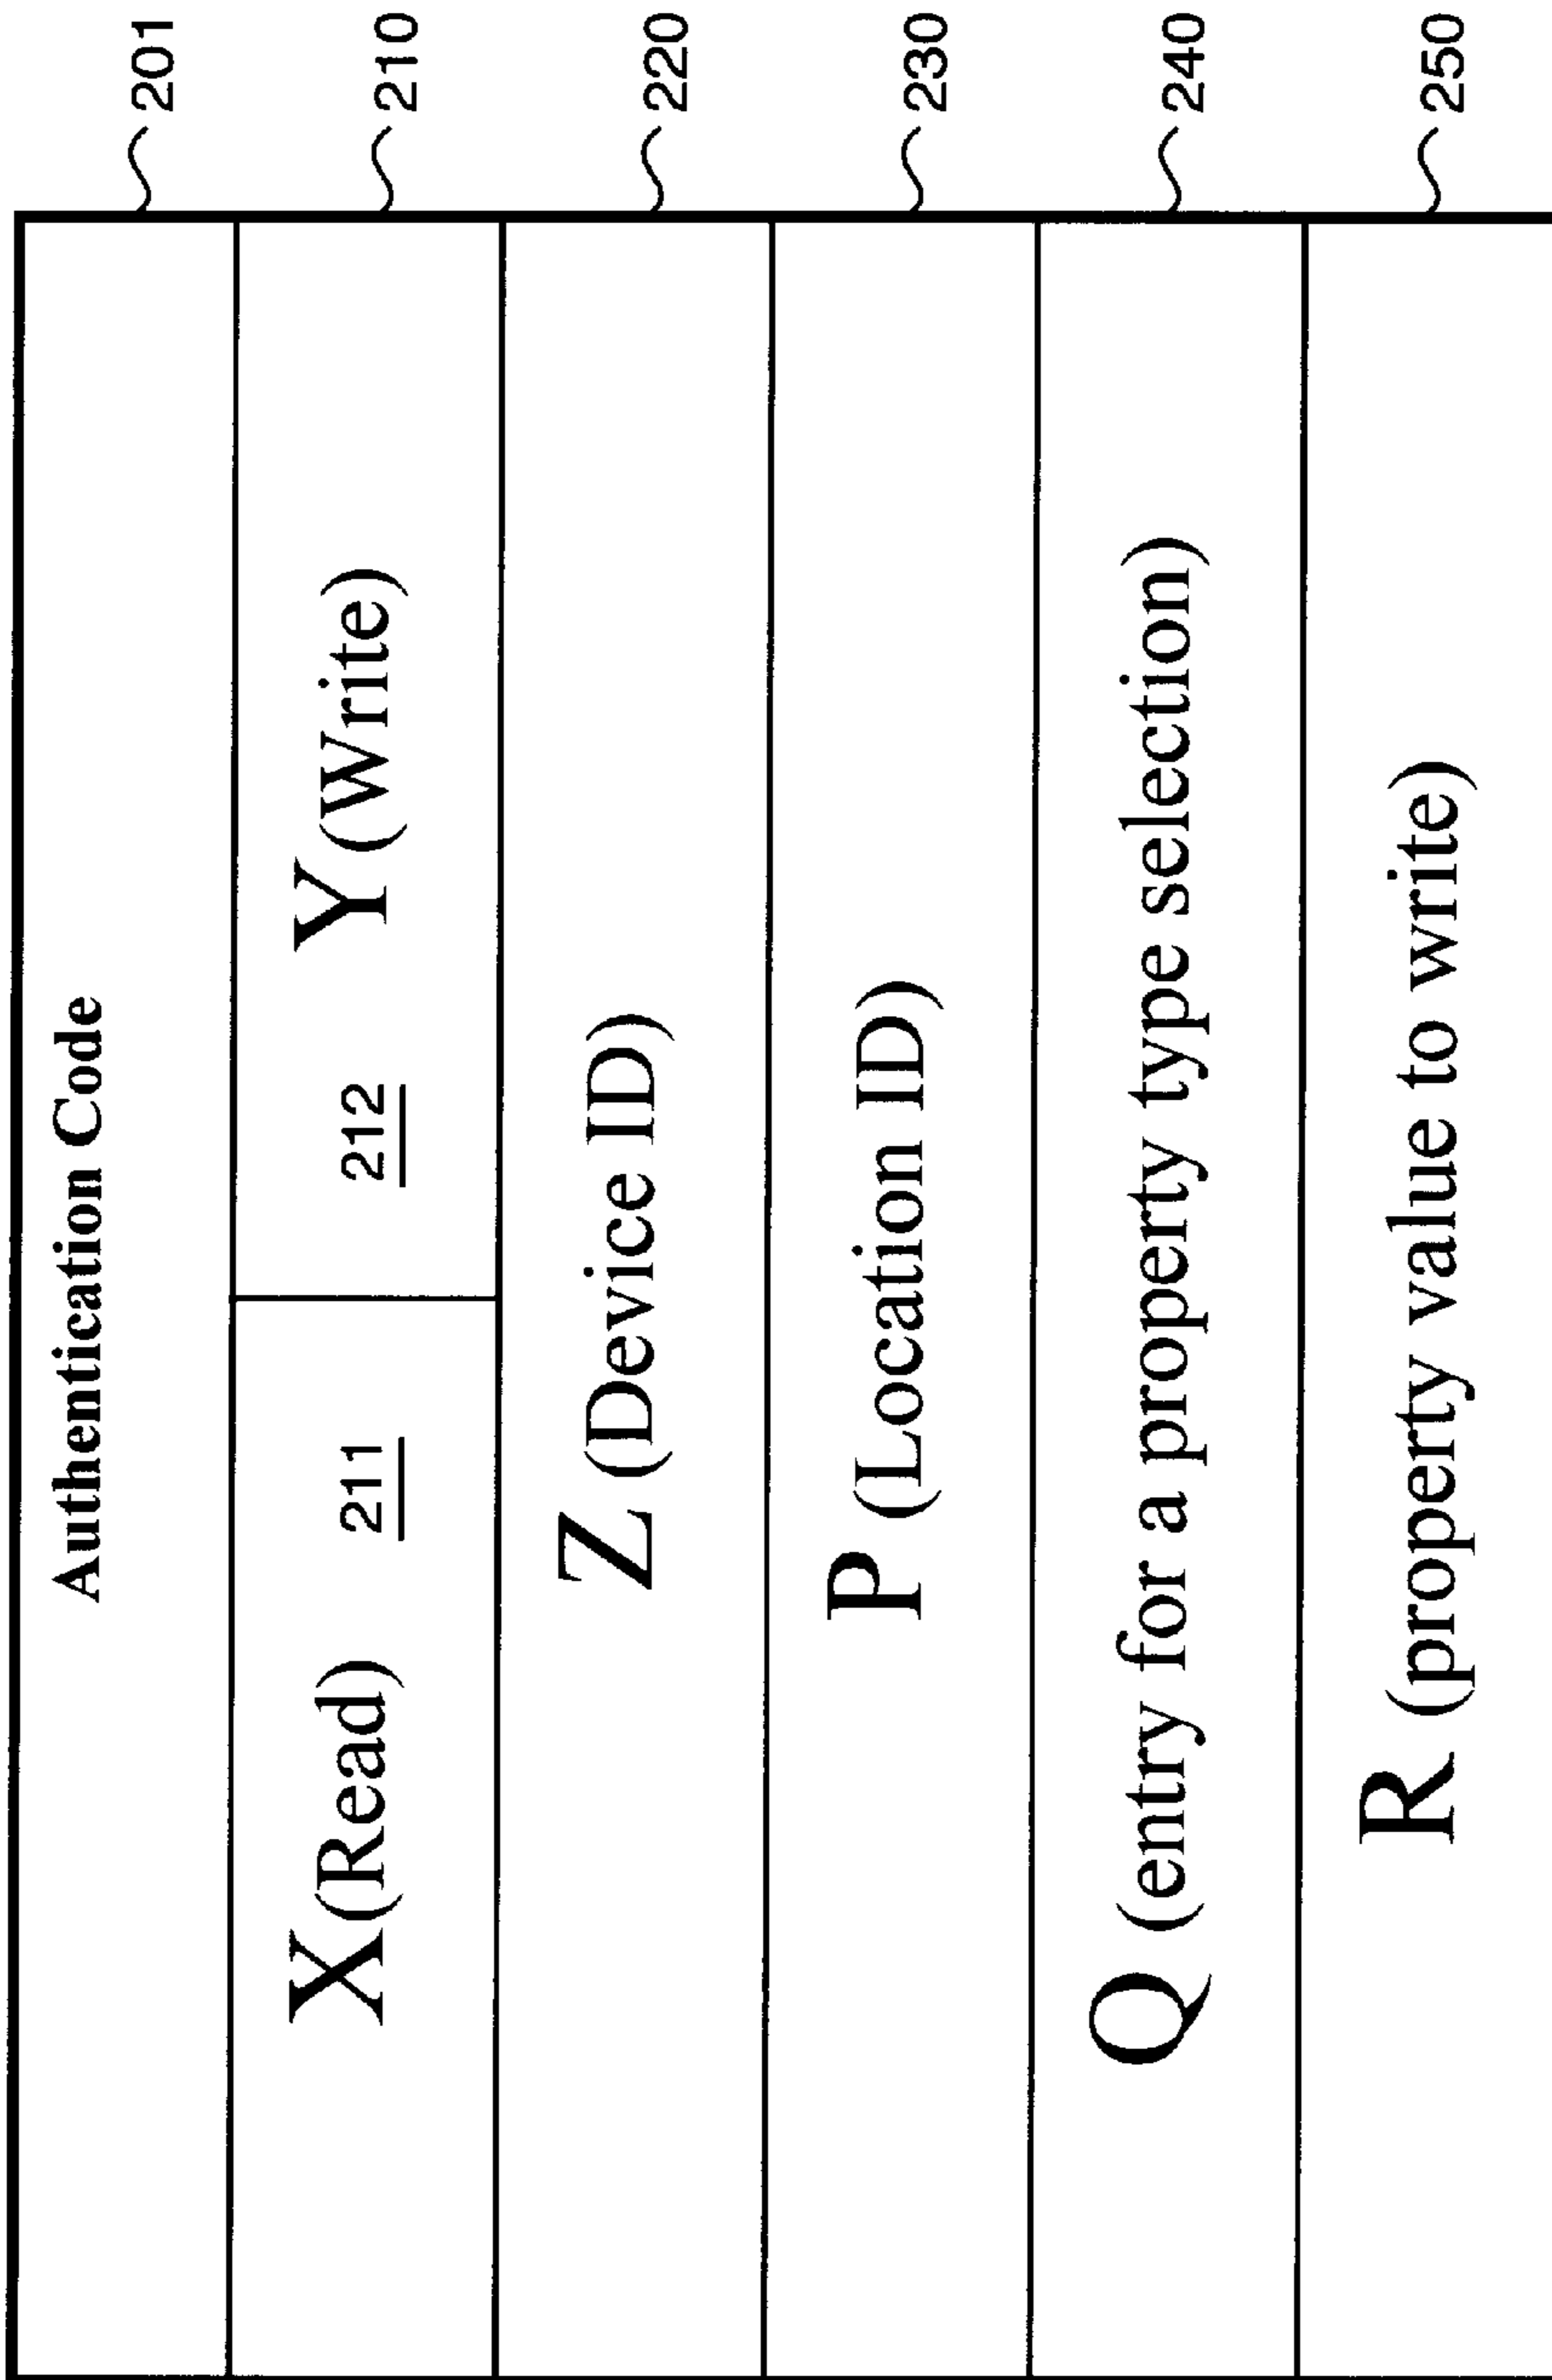 Authentication Code 201
X(Read) 211 212 Y(Write) 210
Z (Device ID) 220
P (Location ID) 230
Q (entry for a property type selection) 240
R (property value to write) 250